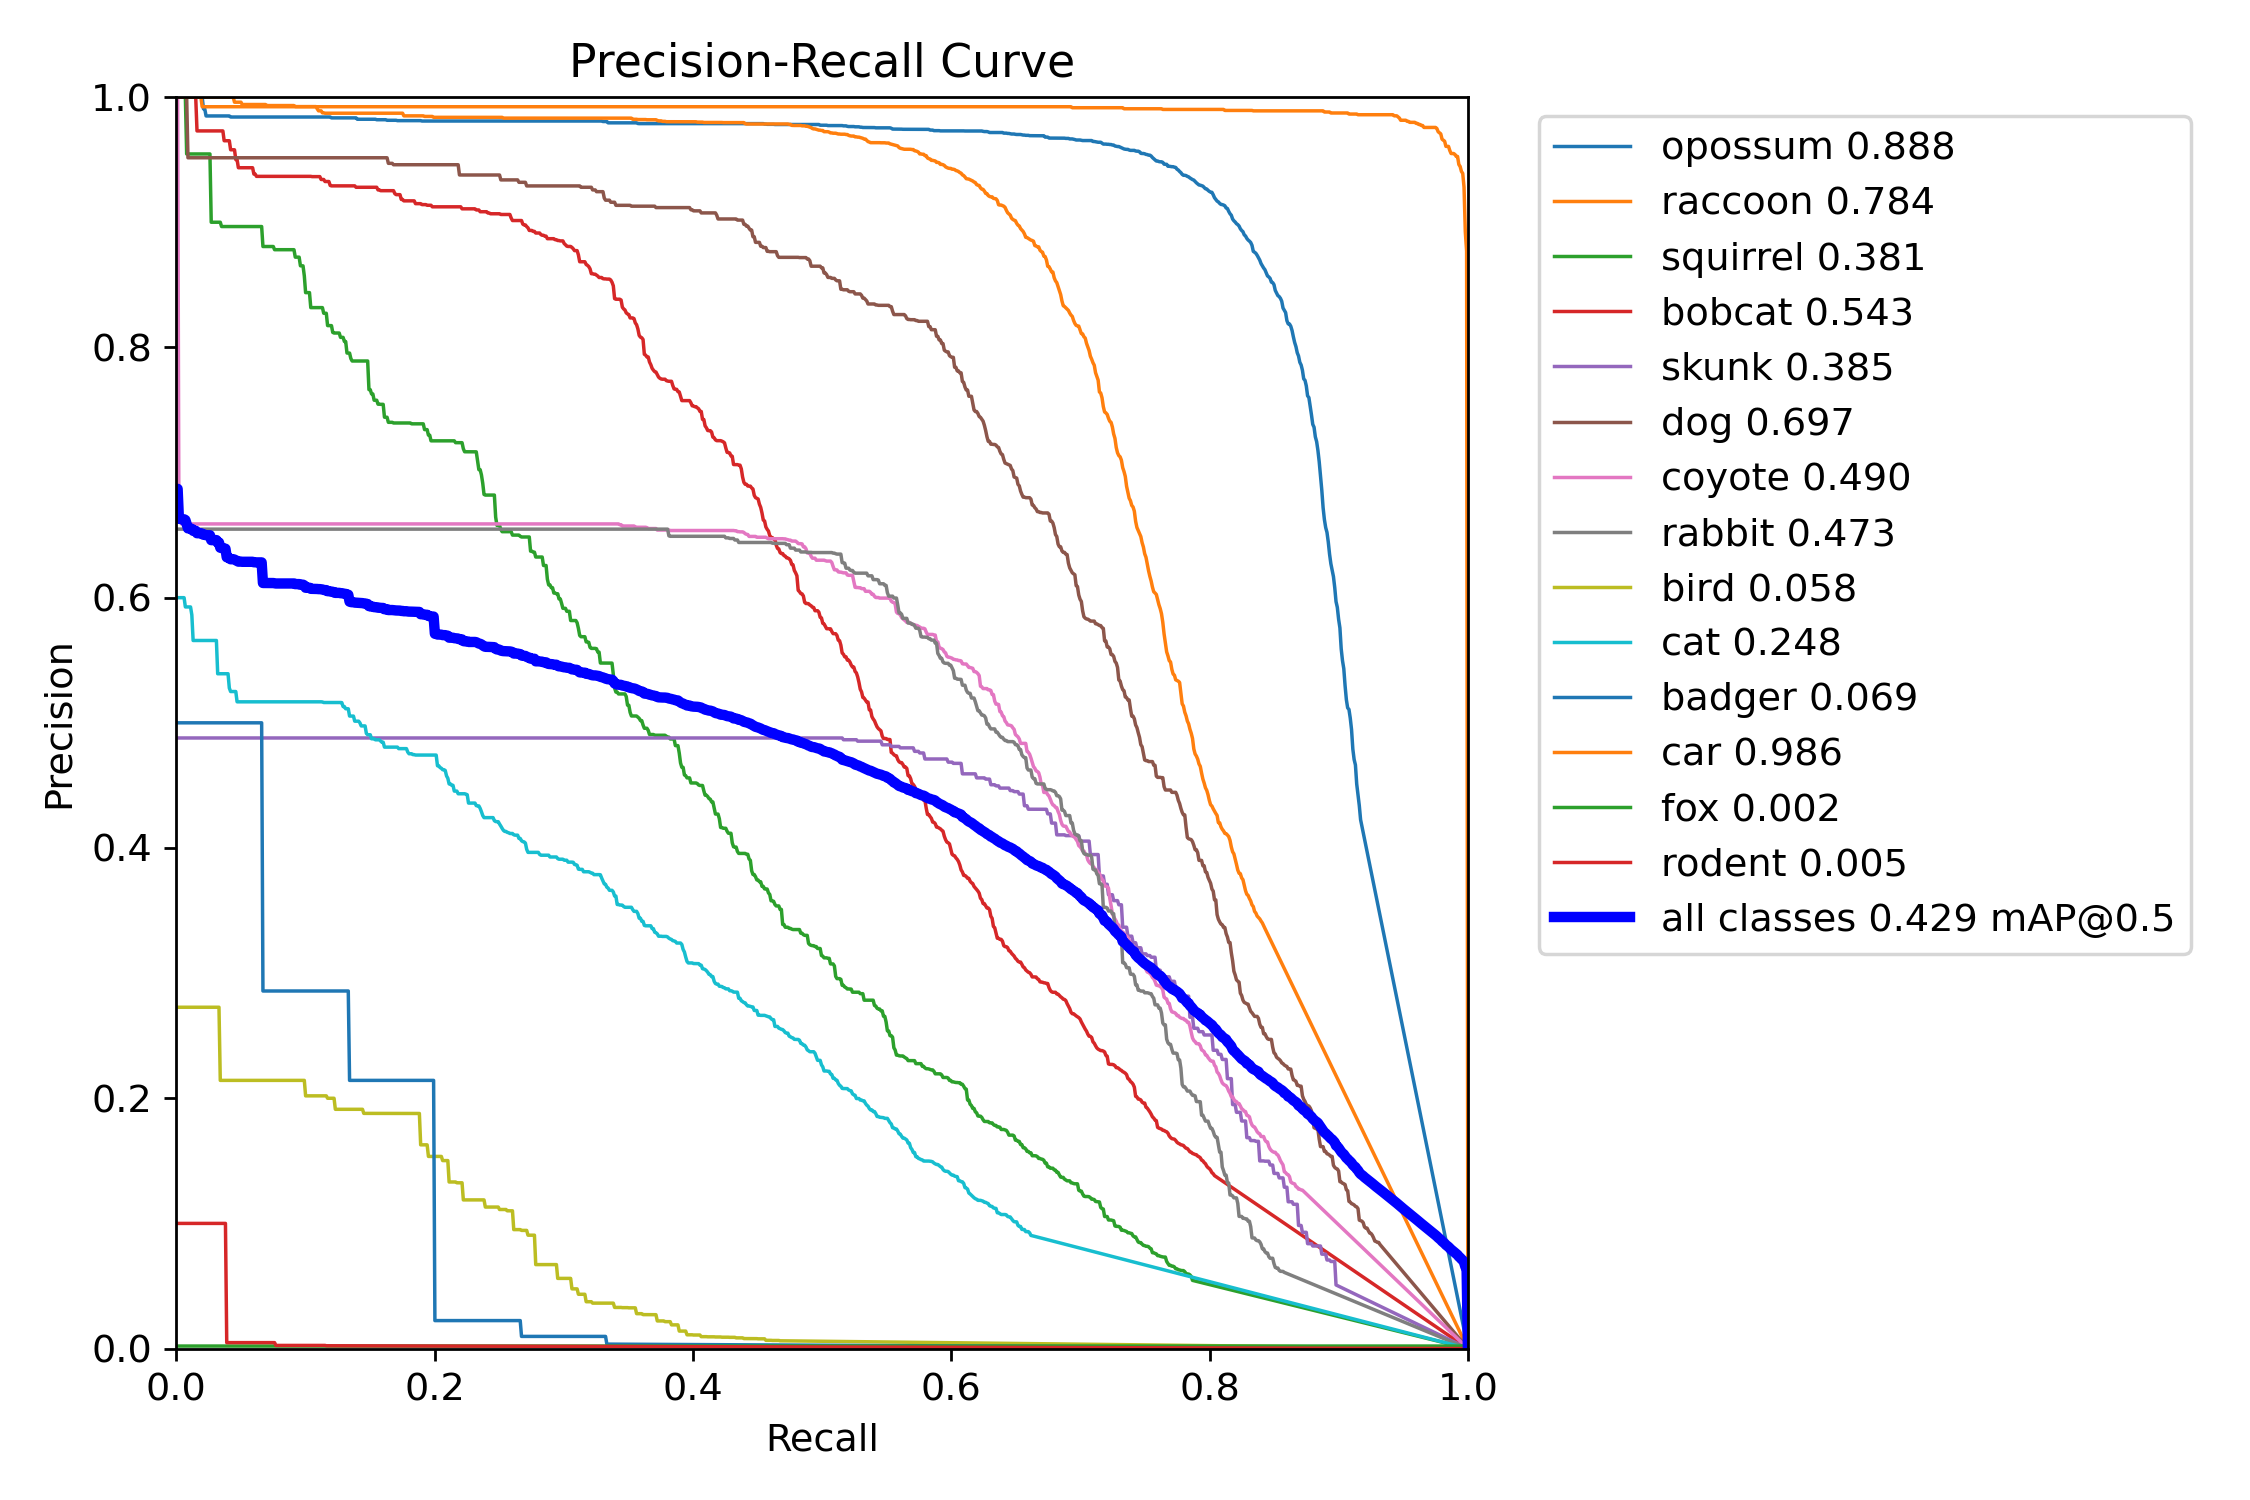 Precision-Recall Curve
1.0
0.8
0.6
0.4
0.2
0.0
Precision
0.0 0.2 0.4 0.6 0.8 1.0
Recall
opossum 0.888
raccoon 0.784
squirrel 0.381
bobcat 0.543
skunk 0.385
dog 0.697
coyote 0.490
rabbit 0.473
bird 0.058
cat 0.248
badger 0.069
car 0.986
fox 0.002
rodent 0.005
all classes 0.429 mAP@0.5